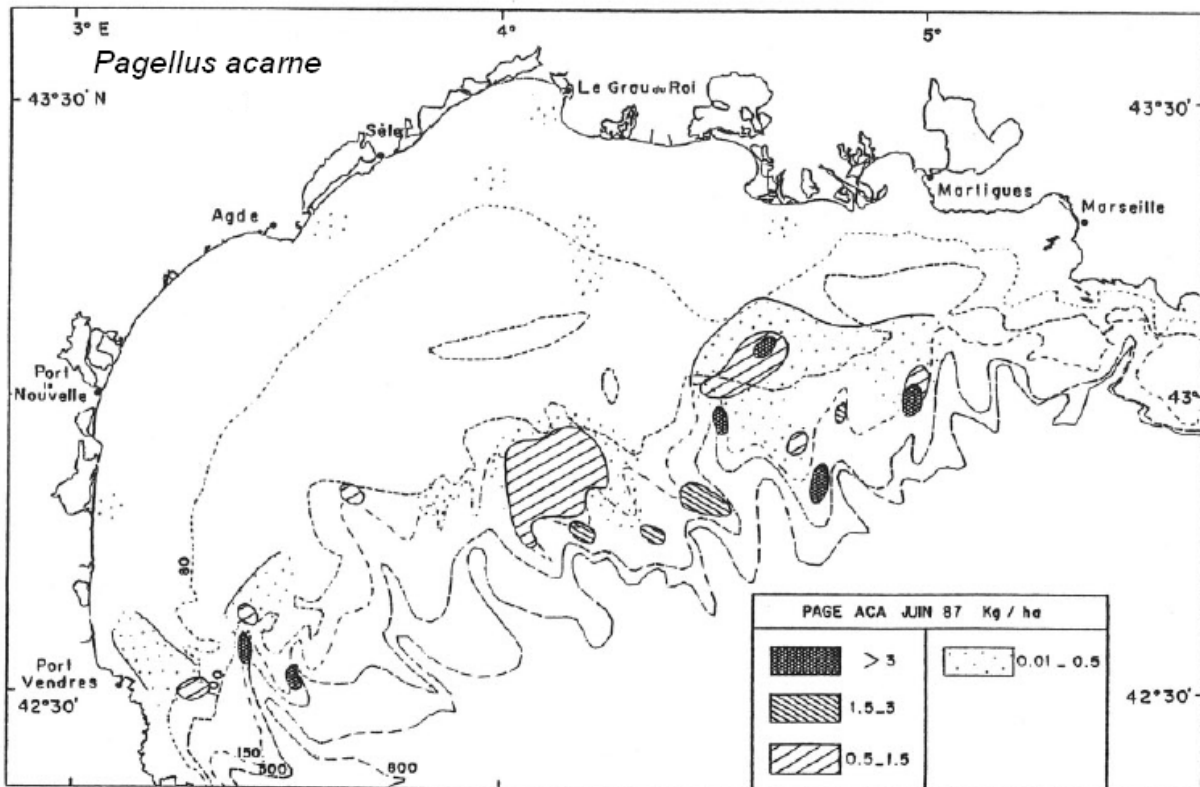 3° E 4° 5°
Pagellus acarne
43°30' N
43°30'
Le Grau du Roi
Sète
Martigues
Agde
Marseille
Port la Nouvelle
43°
80
PAGE ACA JUIN 87 Kg / ha
> 3
0.01 _ 0.5
1.5_3
0.5_1.5
Port Vendres
42°30'
42°30'
150
300
800